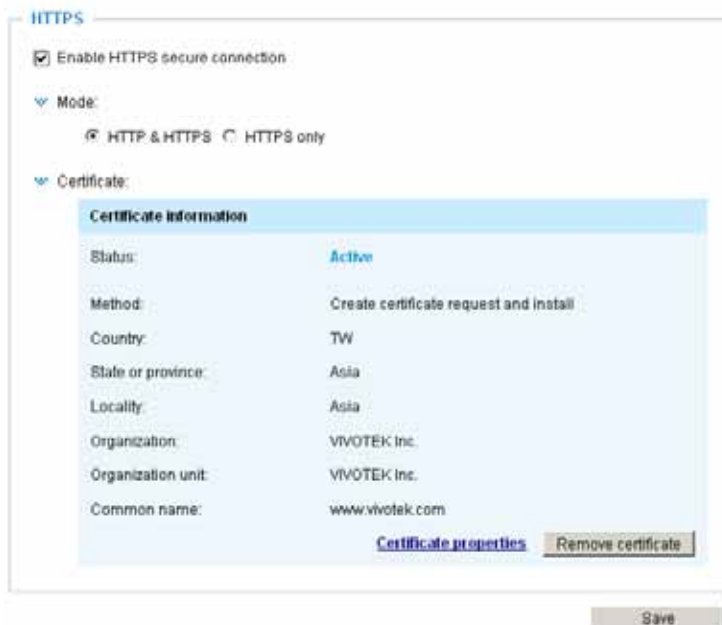 HTTPS
Enable HTTPS secure connection
Mode:
HTTP & HTTPS HTTPS only
Certificate:
Certificate information
Status: Active
Method: Create certificate request and install
Country: TW
State or province: Asia
Locality: Asia
Organization: VIVOTEK Inc.
Organization unit: VIVOTEK Inc.
Common name: www.vivotek.com
Certificate properties Remove certificate
Save